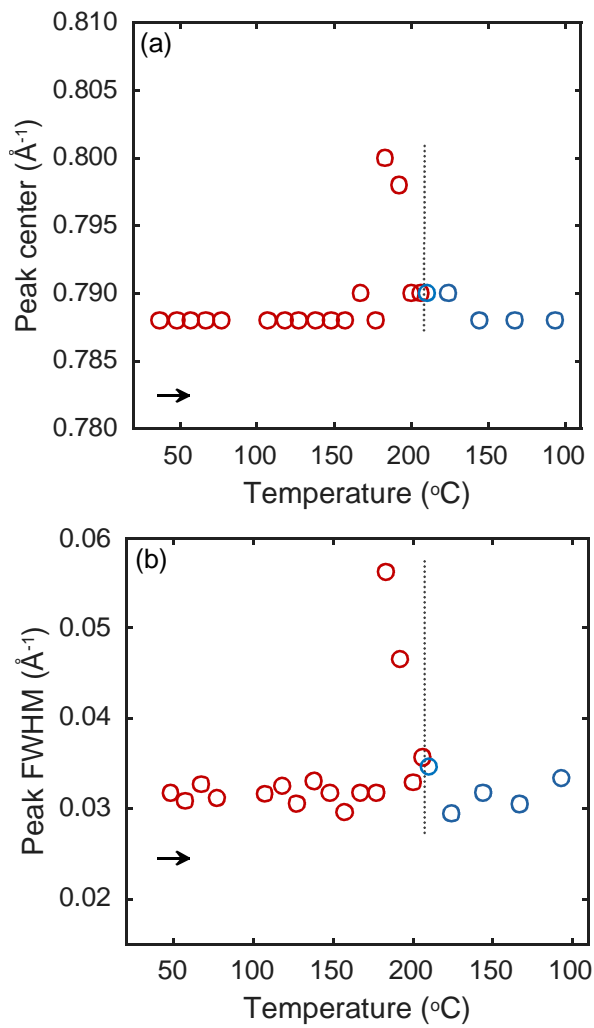 (a)
Peak center (Å⁻¹)
0.810
0.805
0.800
0.795
0.790
0.785
0.780
50 100 150 200 150 100
Temperature (ᵒC)
(b)
Peak FWHM (Å⁻¹)
0.06
0.05
0.04
0.03
0.02
50 100 150 200 150 100
Temperature (ᵒC)